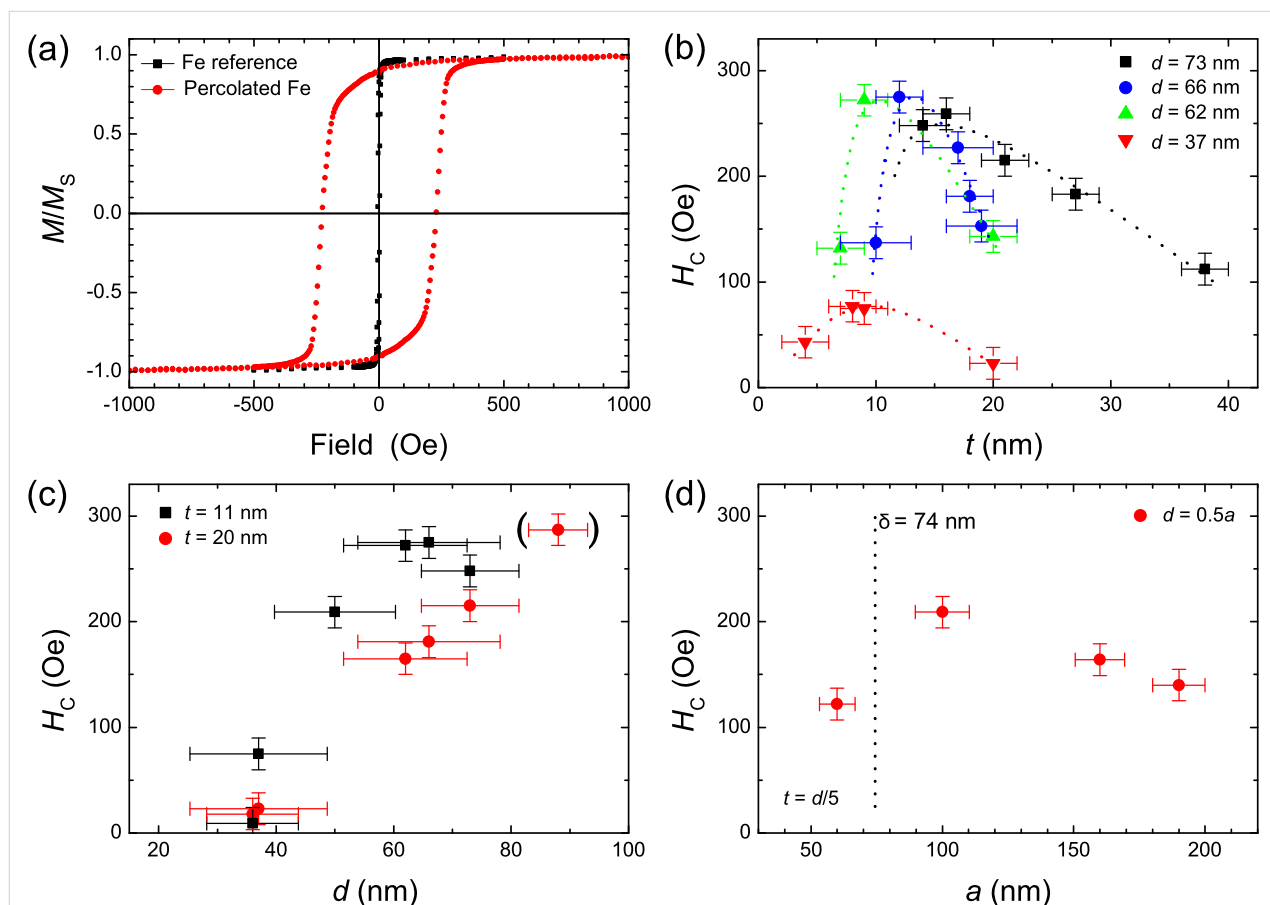 (a)
Fe reference
Percolated Fe
1.0
0.5
0.0
-0.5
-1.0
M/MS
-1000 -500 0 500 1000
Field (Oe)
(b)
d = 73 nm
d = 66 nm
d = 62 nm
d = 37 nm
300
200
100
0
HC (Oe)
0 10 20 30 40
t (nm)
(c)
t = 11 nm
t = 20 nm
( )
300
200
100
0
HC (Oe)
20 40 60 80 100
d (nm)
(d)
δ = 74 nm
d = 0.5a
300
200
100
0
HC (Oe)
t = d/5
50 100 150 200
a (nm)